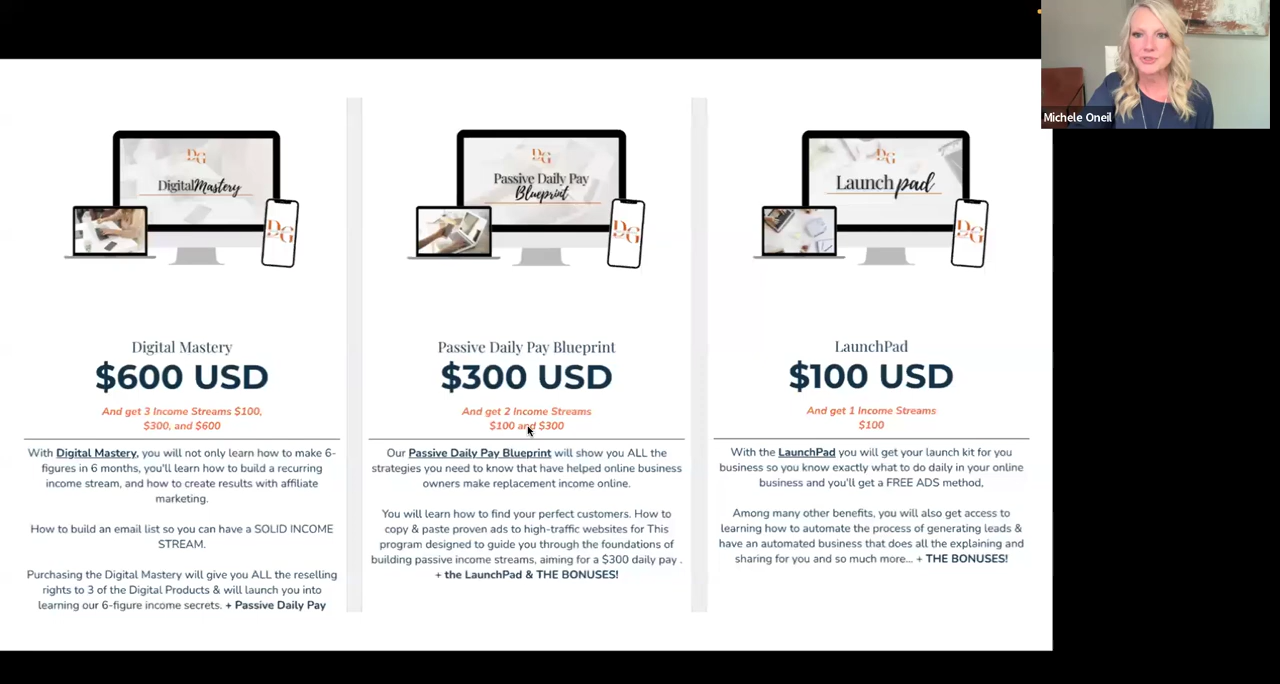 Michele Oneil
DG
DigitalMastery
DG
Digital Mastery
$600 USD
And get 3 Income Streams $100,
$300, and $600
With Digital Mastery, you will not only learn how to make 6-
figures in 6 months, you'll learn how to build a recurring
income stream, and how to create results with affiliate
marketing.
How to build an email list so you can have a SOLID INCOME
STREAM.
Purchasing the Digital Mastery will give you ALL the reselling
rights to 3 of the Digital Products & will launch you into
learning our 6-figure income secrets. + Passive Daily Pay
DG
Passive Daily Pay
Blueprint
DG
Passive Daily Pay Blueprint
$300 USD
And get 2 Income Streams
$100 and $300
Our Passive Daily Pay Blueprint will show you ALL the
strategies you need to know that have helped online business
owners make replacement income online.
You will learn how to find your perfect customers. How to
copy & paste proven ads to high-traffic websites for This
program designed to guide you through the foundations of
building passive income streams, aiming for a $300 daily pay .
+ the LaunchPad & THE BONUSES!
DG
Launch pad
DG
LaunchPad
$100 USD
And get 1 Income Streams
$100
With the LaunchPad you will get your launch kit for you
business so you know exactly what to do daily in your online
business and you'll get a FREE ADS method,
Among many other benefits, you will also get access to
learning how to automate the process of generating leads &
have an automated business that does all the explaining and
sharing for you and so much more... + THE BONUSES!